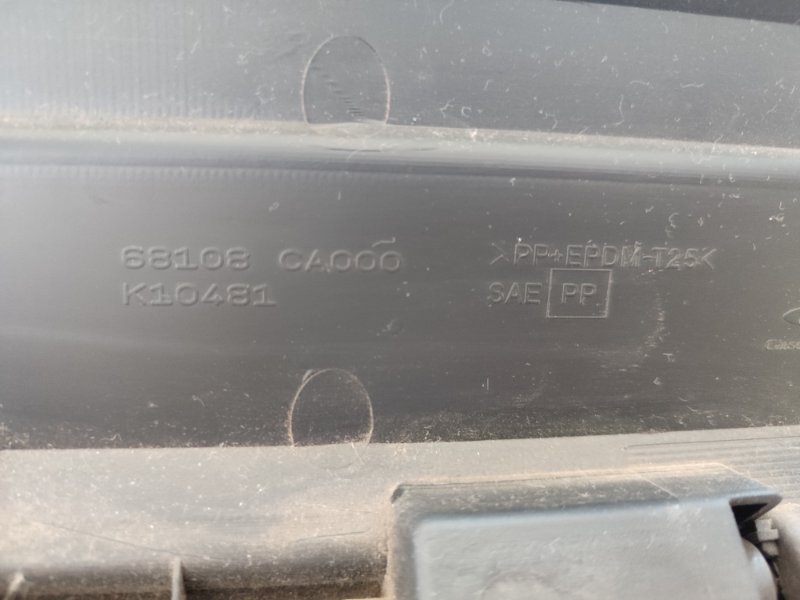 68108 CA000
K10481
>PP+EPDM-T25<
SAE PP